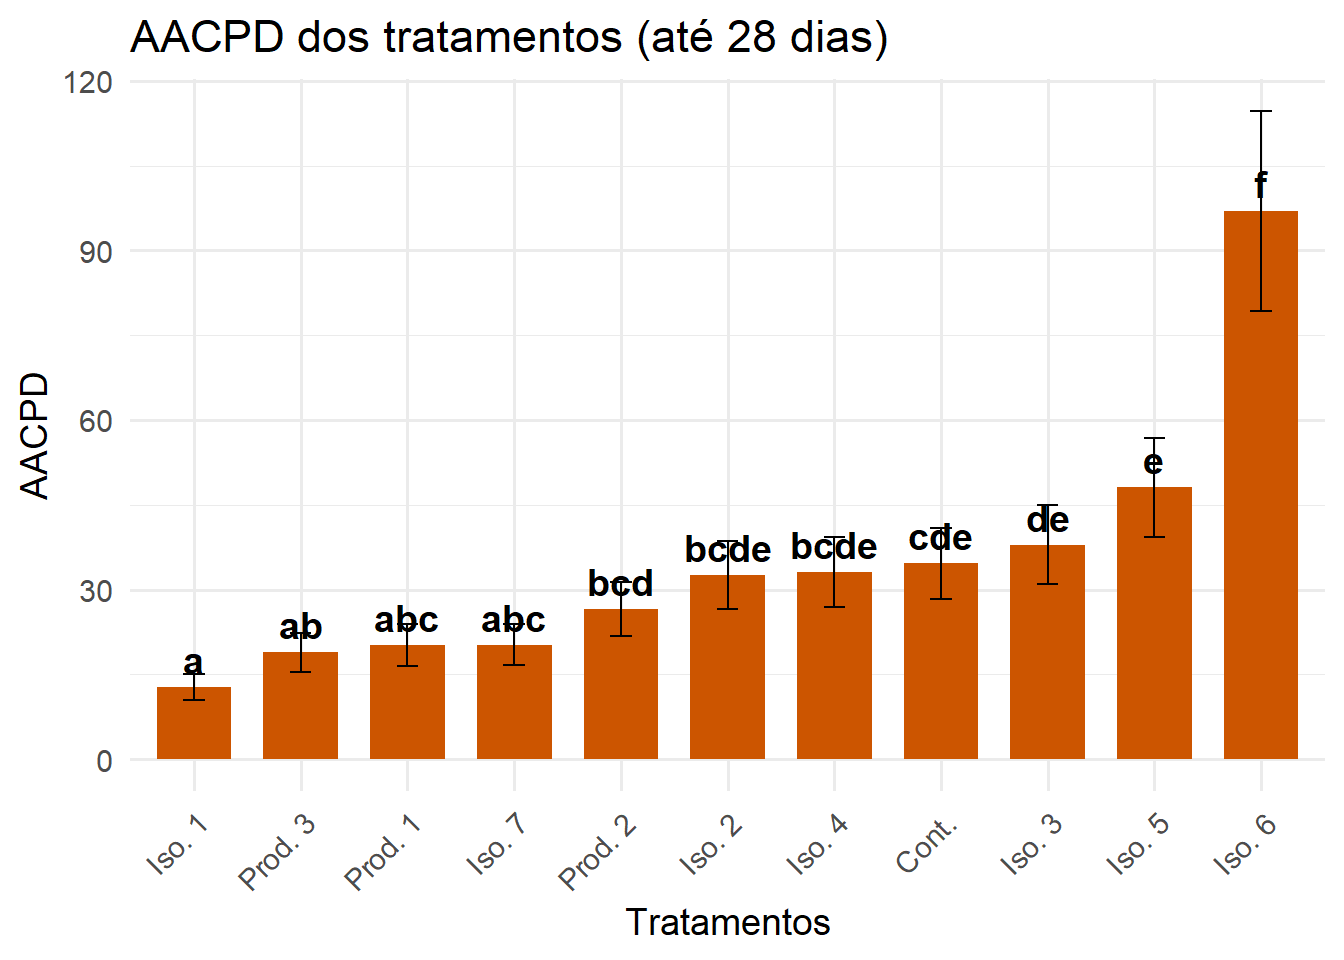 AACPD dos tratamentos (até 28 dias)
120
90
60
30
0
AACPD
a
ab
abc
abc
bcd
bcde
bcde
cde
de
e
f
Iso. 1
Prod. 3
Prod. 1
Iso. 7
Prod. 2
Iso. 2
Iso. 4
Cont.
Iso. 3
Iso. 5
Iso. 6
Tratamentos